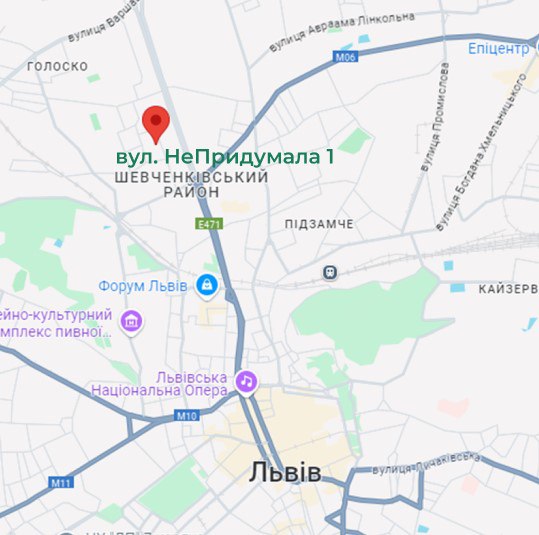 вулиця Варша
вулиця Авраама Лінкольна
Епіцентр
M06
ГОЛОСКО
вулиця Промислова
вулиця Богдана Хмельницького
вул. НеПридумала 1
ШЕВЧЕНКІВСЬКИЙ
РАЙОН
E471
ПІДЗАМЧЕ
Форум Львів
КАЙЗЕРВ
ейно-культурний
мплекс пивної...
Львівська
Національна Опера
M10
Львів
вулиця Личаківська
M11